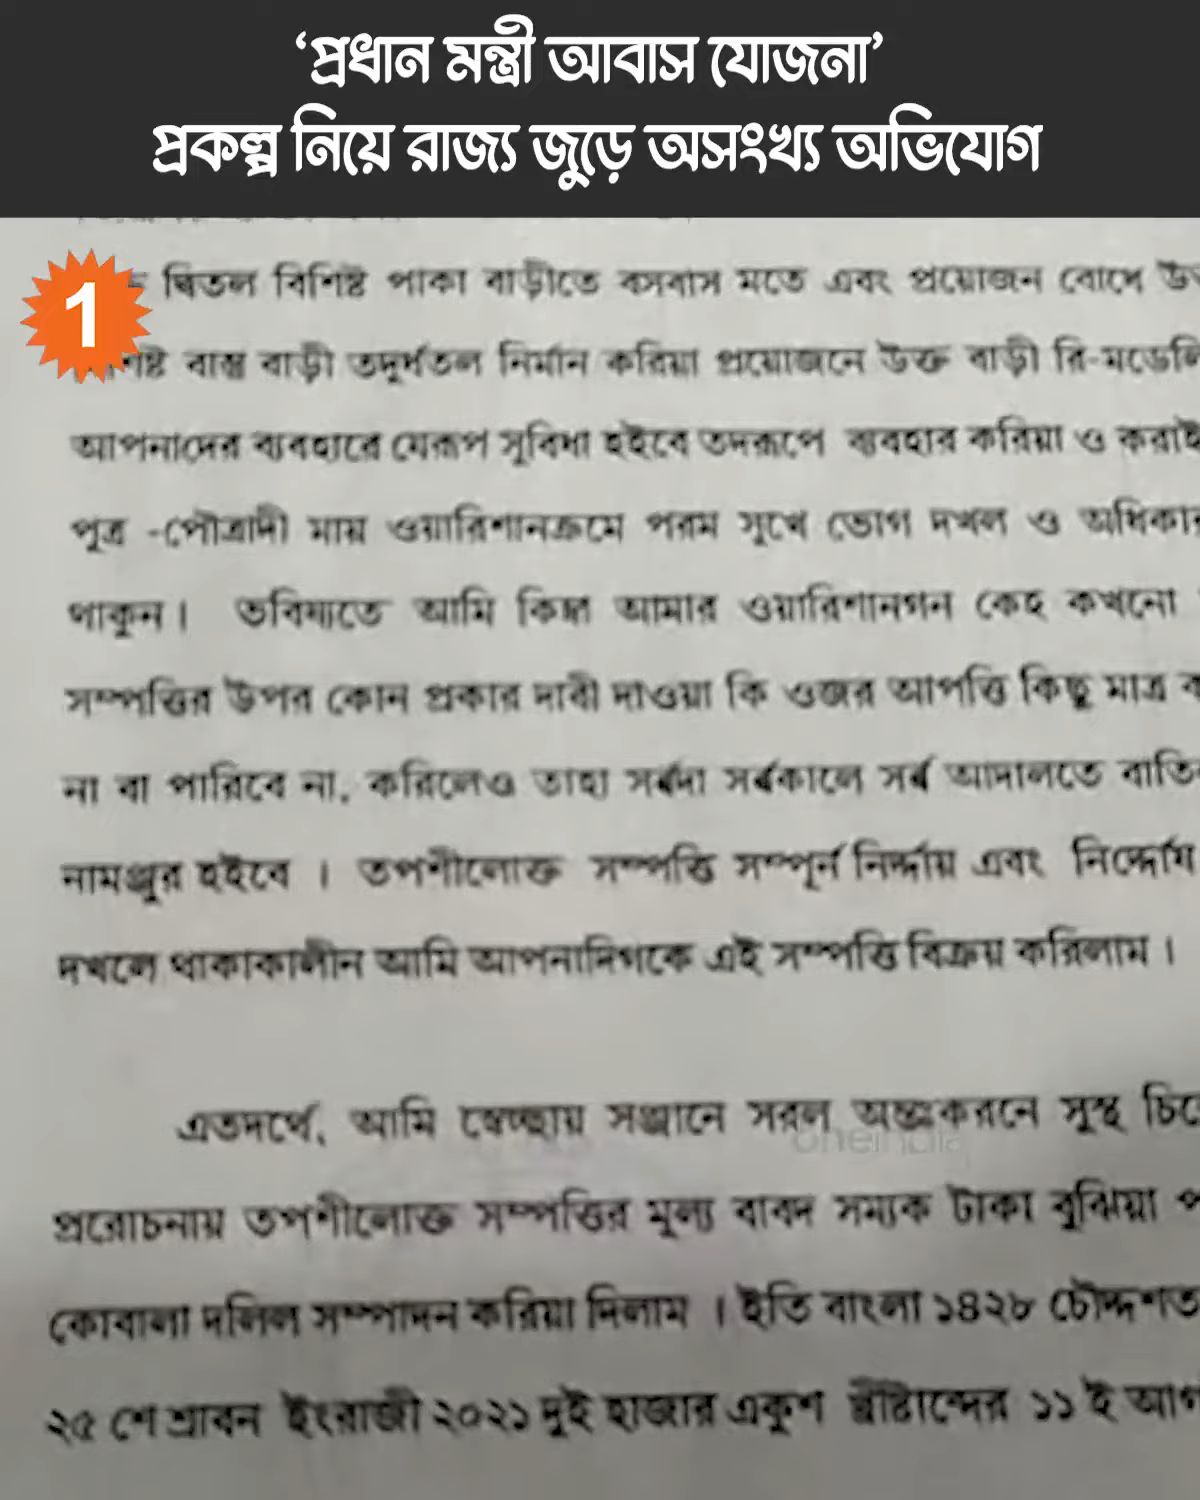 ‘প্রধান মন্ত্রী আবাস যোজনা’
প্রকল্প নিয়ে রাজ্য জুড়ে অসংখ্য অভিযোগ
1
দ্বিতল বিশিষ্ট পাকা বাড়ীতে বসবাস মতে এবং প্রয়োজন বোধে
বাস্তু বাড়ী তদূর্ধতল নির্মান করিয়া প্রয়োজনে উক্ত বাড়ী
আপনাদের ব্যবহারে যেরূপ সুবিধা হইবে তদরূপে ব্যবহার করিয়া ও
পুত্র -পৌত্রাদী মায় ওয়ারিশানক্রমে পরম সুখে ভোগ দখল ও
থাকুন। ভবিষ্যতে আমি কিম্বা আমার ওয়ারিশানগন কেহ কখনো
সম্পত্তির উপর কোন প্রকার দাবী দাওয়া কি ওজর আপত্তি কিছু মাত্র
না বা পারিবে না, করিলেও তাহা সর্বদা সর্বকালে সর্ব আদালতে
নামঞ্জুর হইবে । তপশীলোক্ত সম্পত্তি সম্পূর্ন নির্দ্দায় এবং
দখলে থাকাকালীন আমি আপনাদিগকে এই সম্পত্তি বিক্রয় করিলাম ।
এতদর্থে, আমি স্বেচ্ছায় সজ্ঞানে সরল অন্তঃকরনে সুস্থ
oneindia
প্ররোচনায় তপশীলোক্ত সম্পত্তির মূল্য বাবদ সম্যক টাকা বুঝিয়া
কোবালা দলিল সম্পাদন করিয়া দিলাম । ইতি বাংলা ১৪২৮
২৫ শে শ্রাবন ইংরাজী ২০২১ দুই হাজার একুশ খ্রীষ্টাব্দের ১১ ই